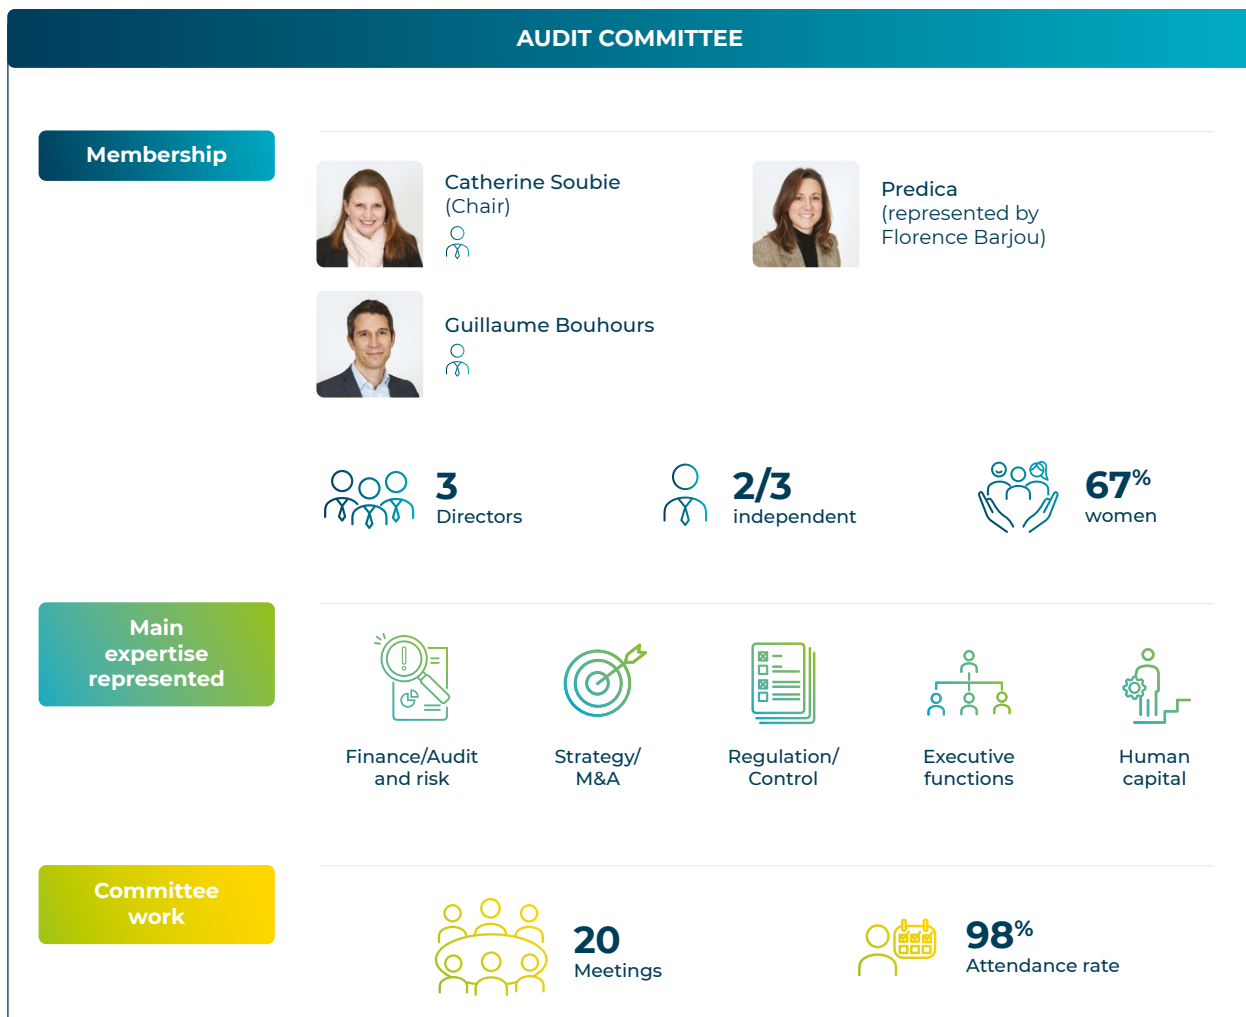 AUDIT COMMITTEE
Membership
Catherine Soubie
(Chair)
Predica
(represented by
Florence Barjou)
Guillaume Bouhours
3
Directors
2/3
independent
67%
women
Main
expertise
represented
Finance/Audit
and risk
Strategy/
M&A
Regulation/
Control
Executive
functions
Human
capital
Committee
work
20
Meetings
98%
Attendance rate